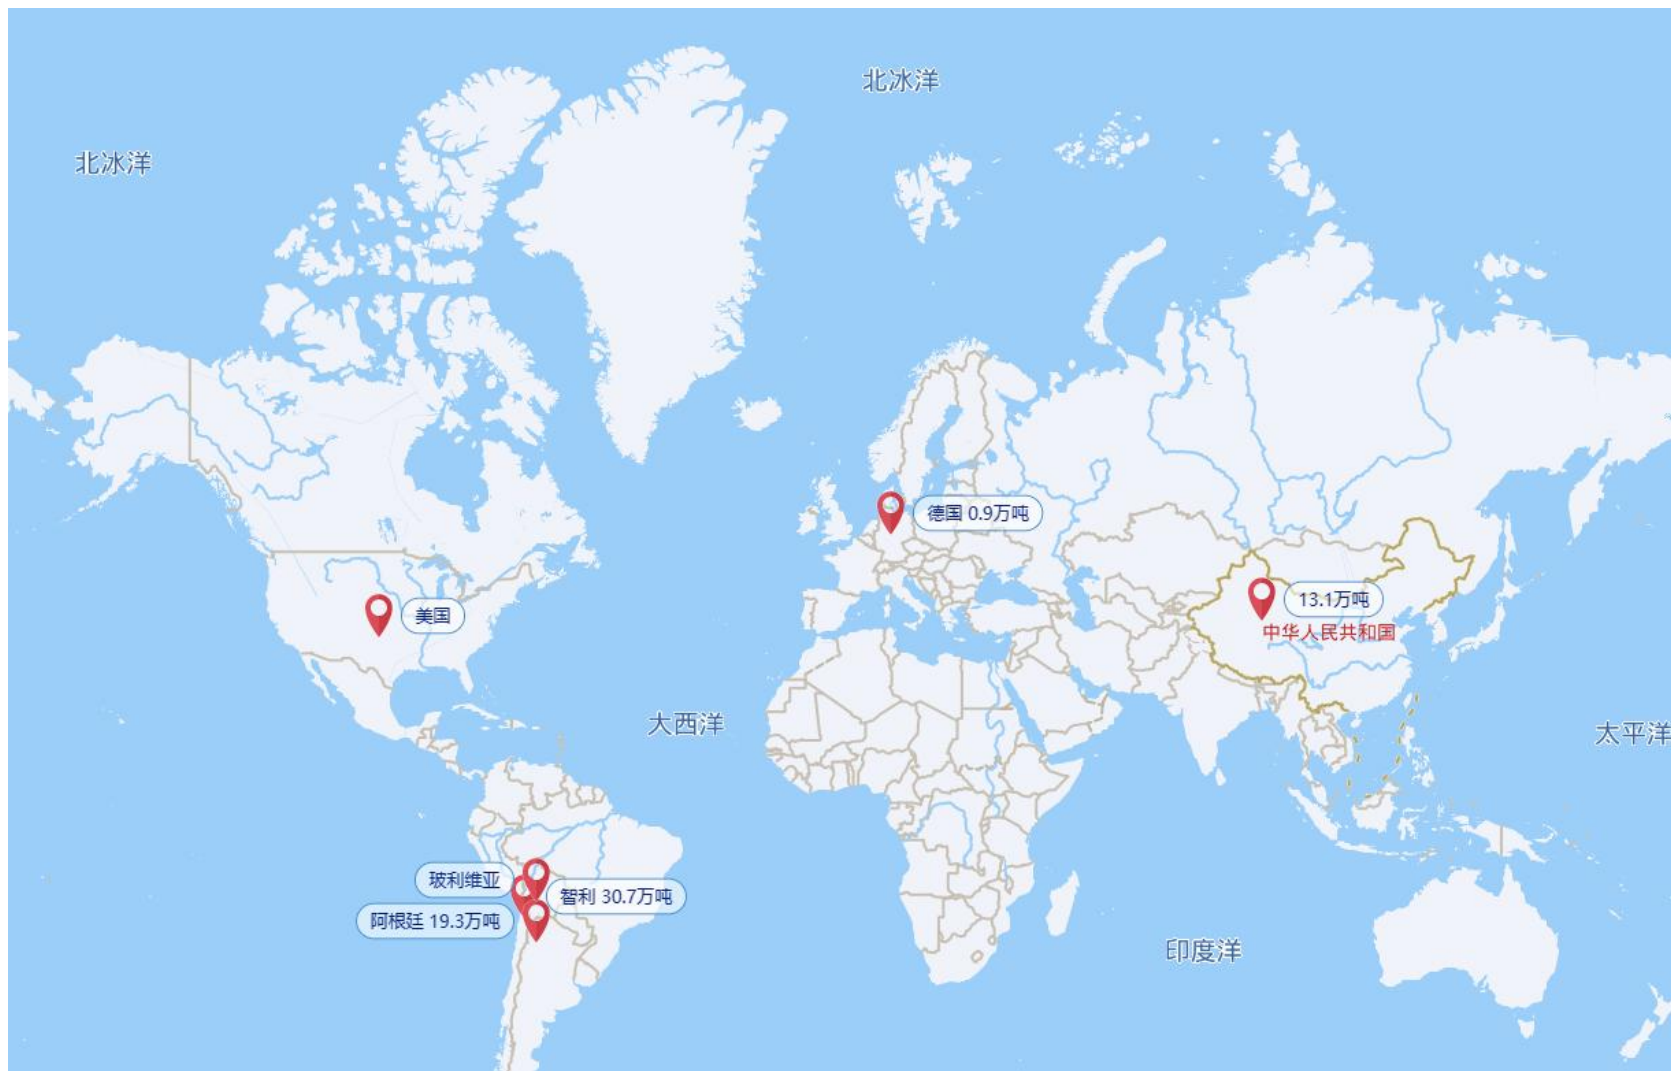 北冰洋
北冰洋
德国 0.9万吨
13.1万吨
美国
中华人民共和国
大西洋
太平洋
玻利维亚
智利 30.7万吨
阿根廷 19.3万吨
印度洋